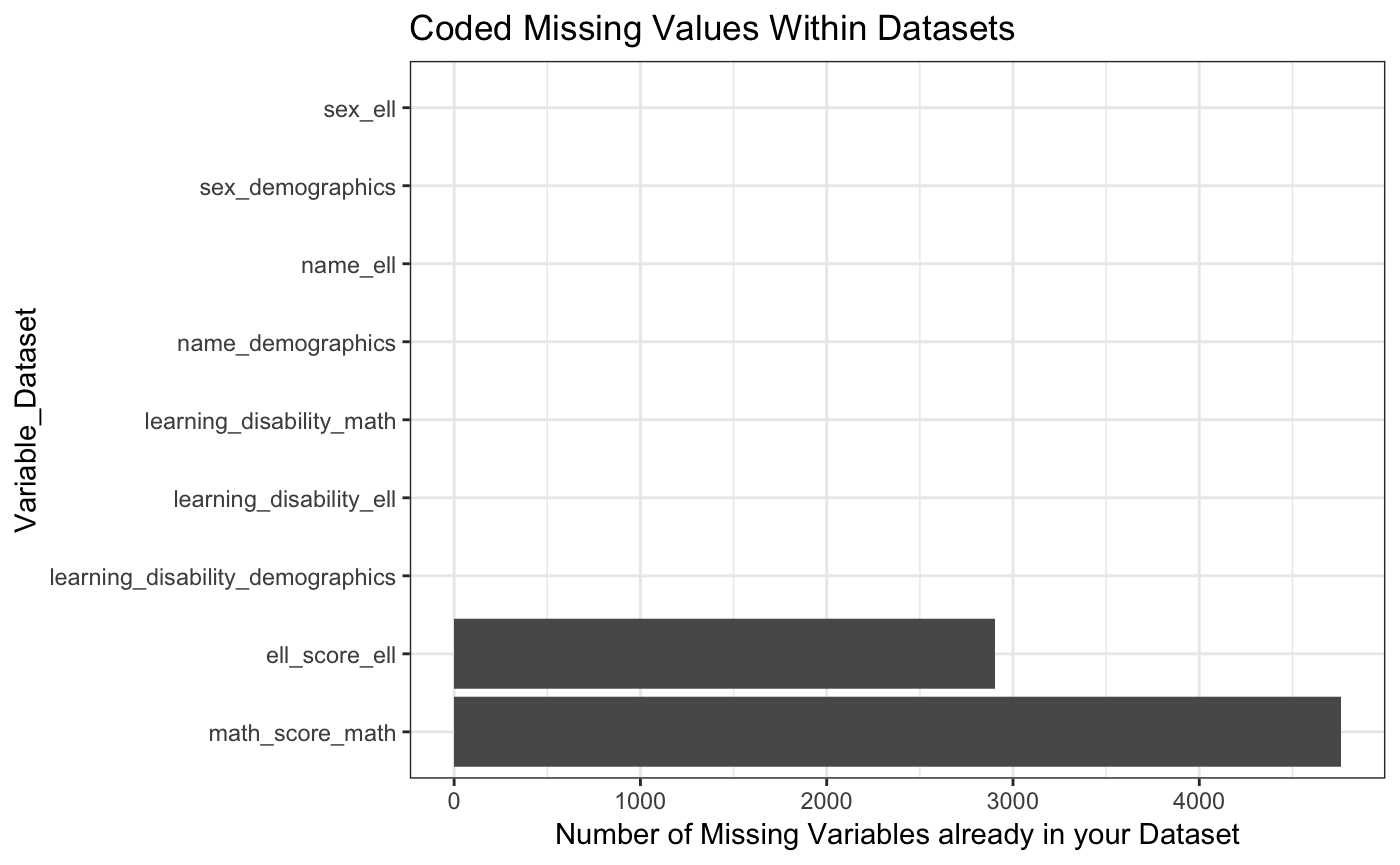 Coded Missing Values Within Datasets
sex_ell
sex_demographics
name_ell
name_demographics
learning_disability_math
learning_disability_ell
learning_disability_demographics
ell_score_ell
math_score_math
Variable_Dataset
0 1000 2000 3000 4000
Number of Missing Variables already in your Dataset